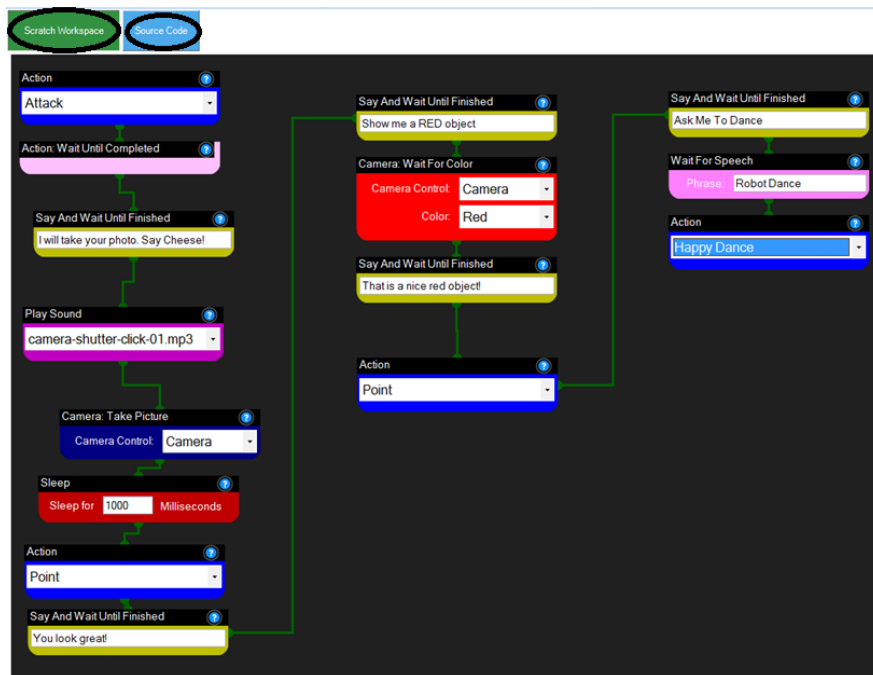 Scratch Workspace
Source Code
Action
Attack
Action: Wait Until Completed
Say And Wait Until Finished
I will take your photo. Say Cheese!
Play Sound
camera-shutter-click-01.mp3
Camera: Take Picture
Camera Control: Camera
Sleep
Sleep for 1000 Milliseconds
Action
Point
Say And Wait Until Finished
You look great!
Say And Wait Until Finished
Show me a RED object
Camera: Wait For Color
Camera Control: Camera
Color: Red
Say And Wait Until Finished
That is a nice red object!
Action
Point
Say And Wait Until Finished
Ask Me To Dance
Wait For Speech
Phrase: Robot Dance
Action
Happy Dance